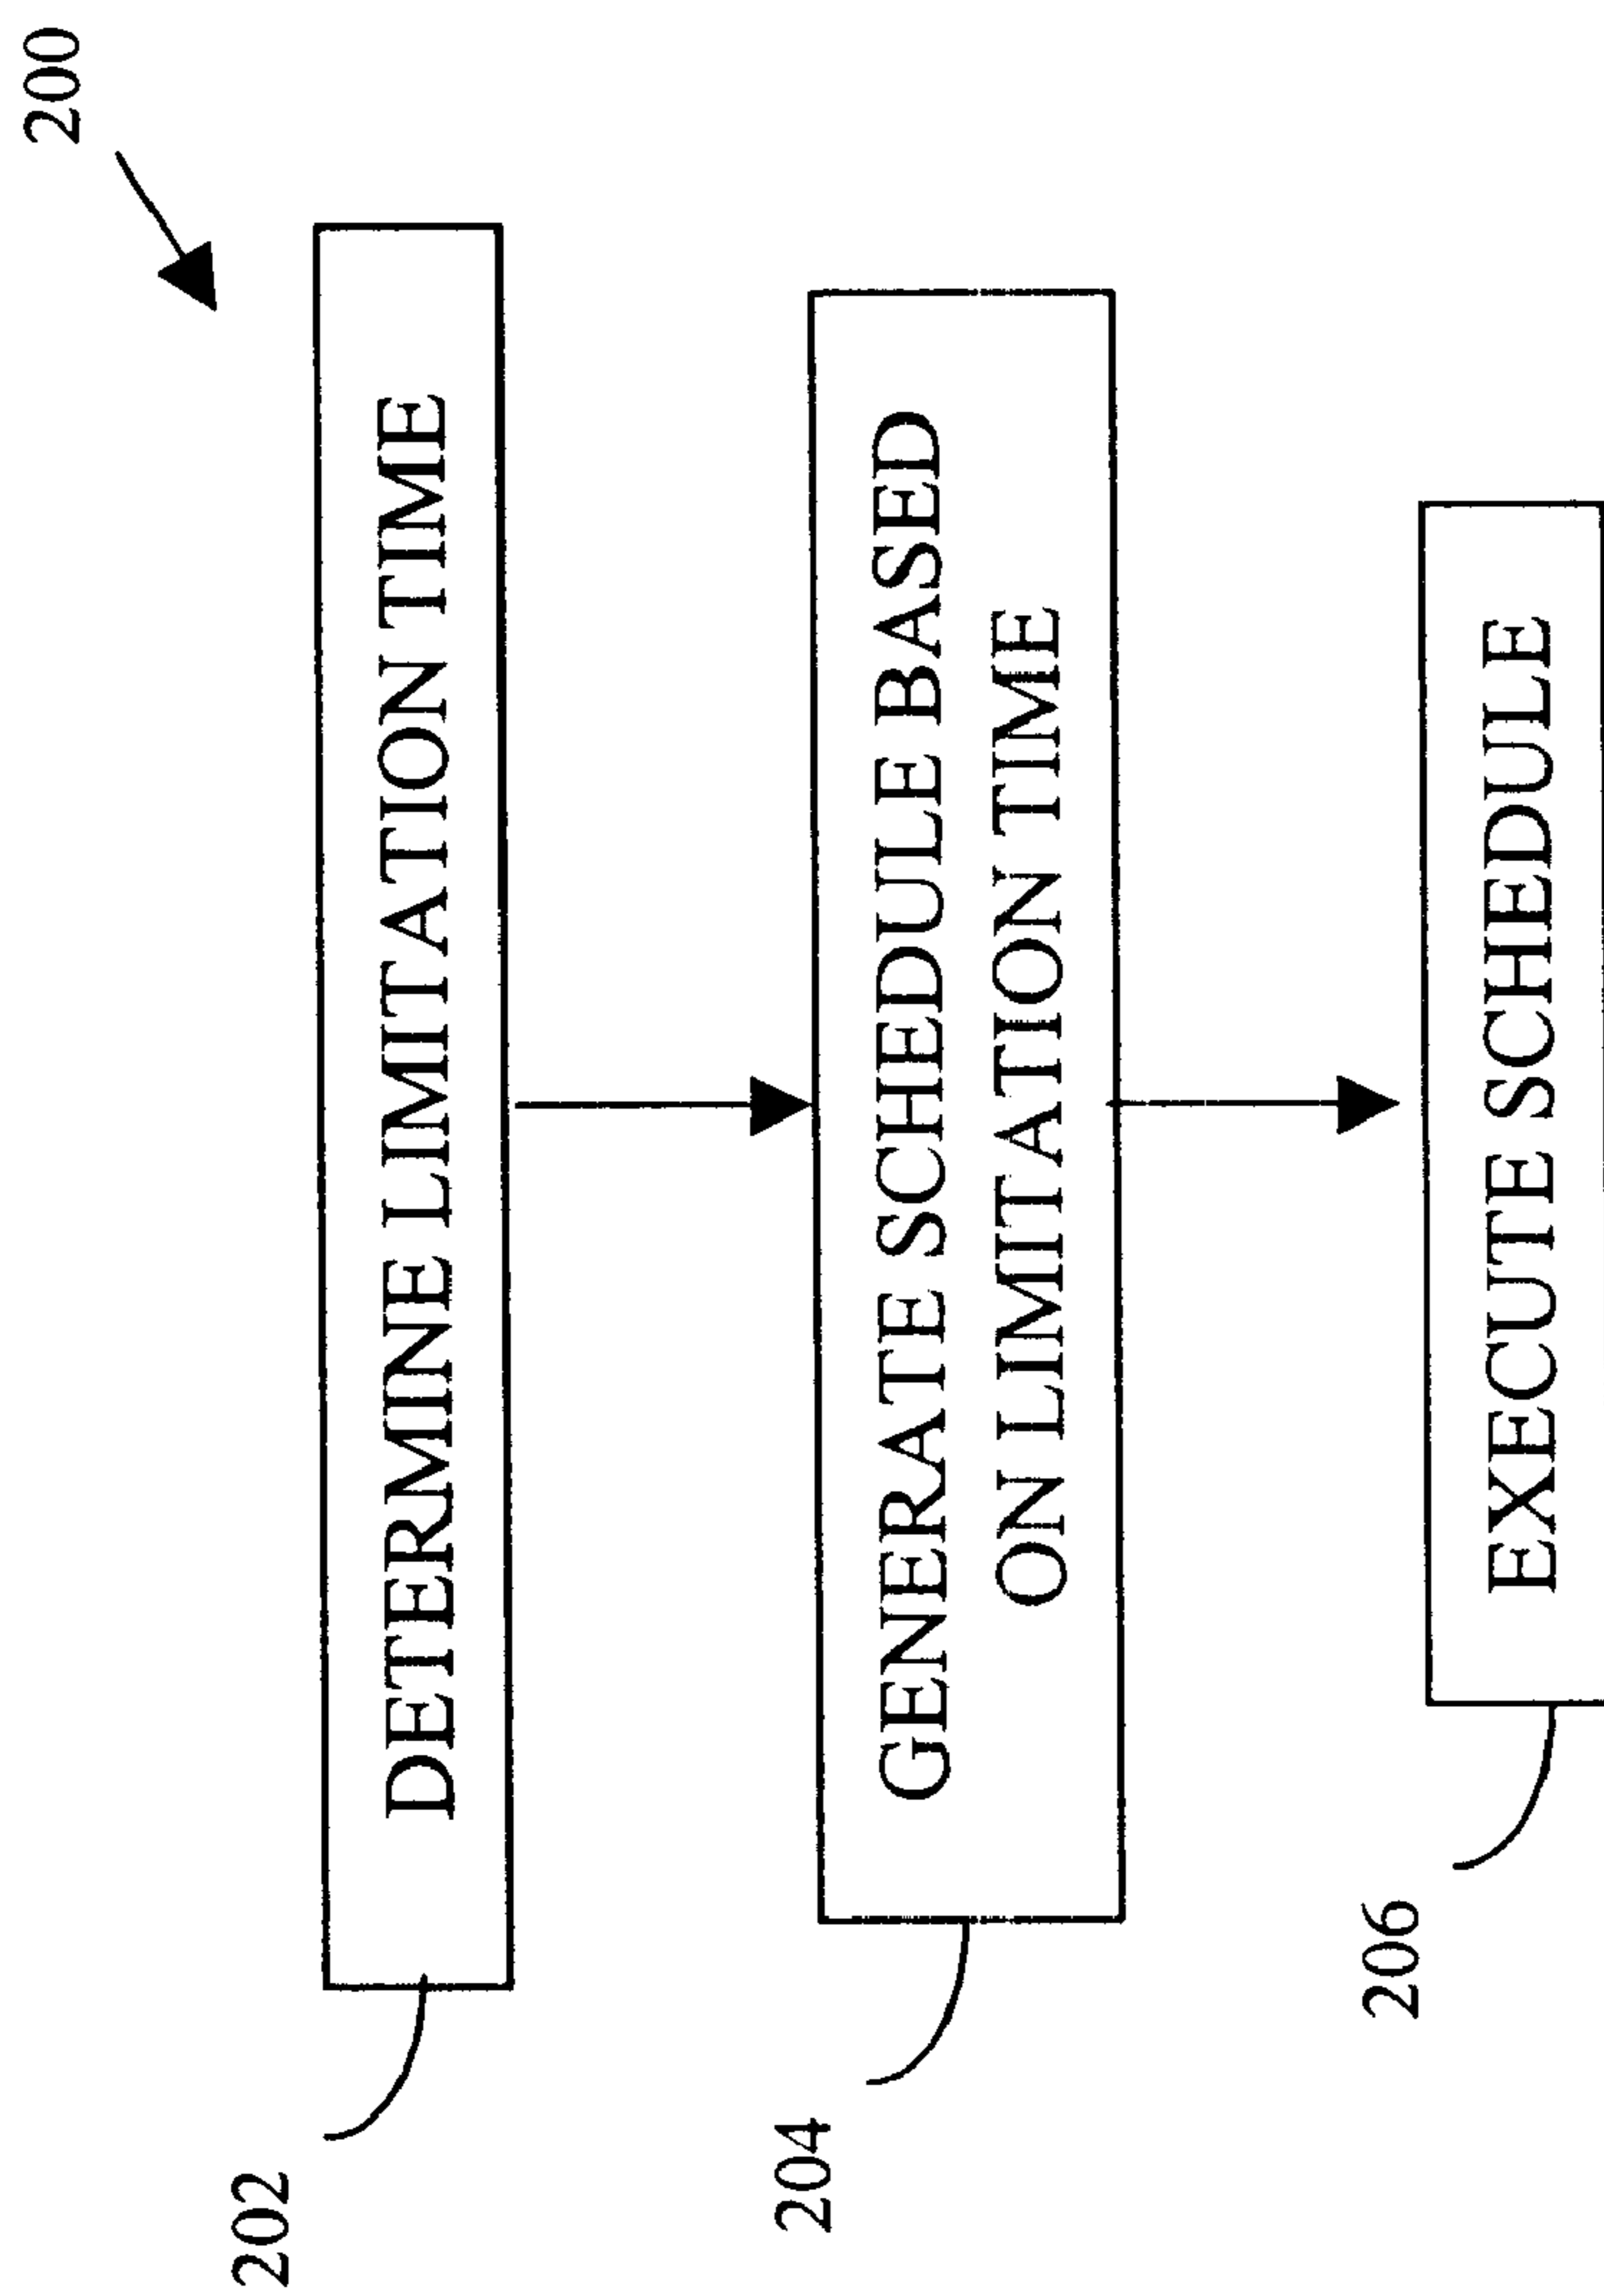 200
202
DETERMINE LIMITATION TIME
204
GENERATE SCHEDULE BASED
ON LIMITATION TIME
206
EXECUTE SCHEDULE